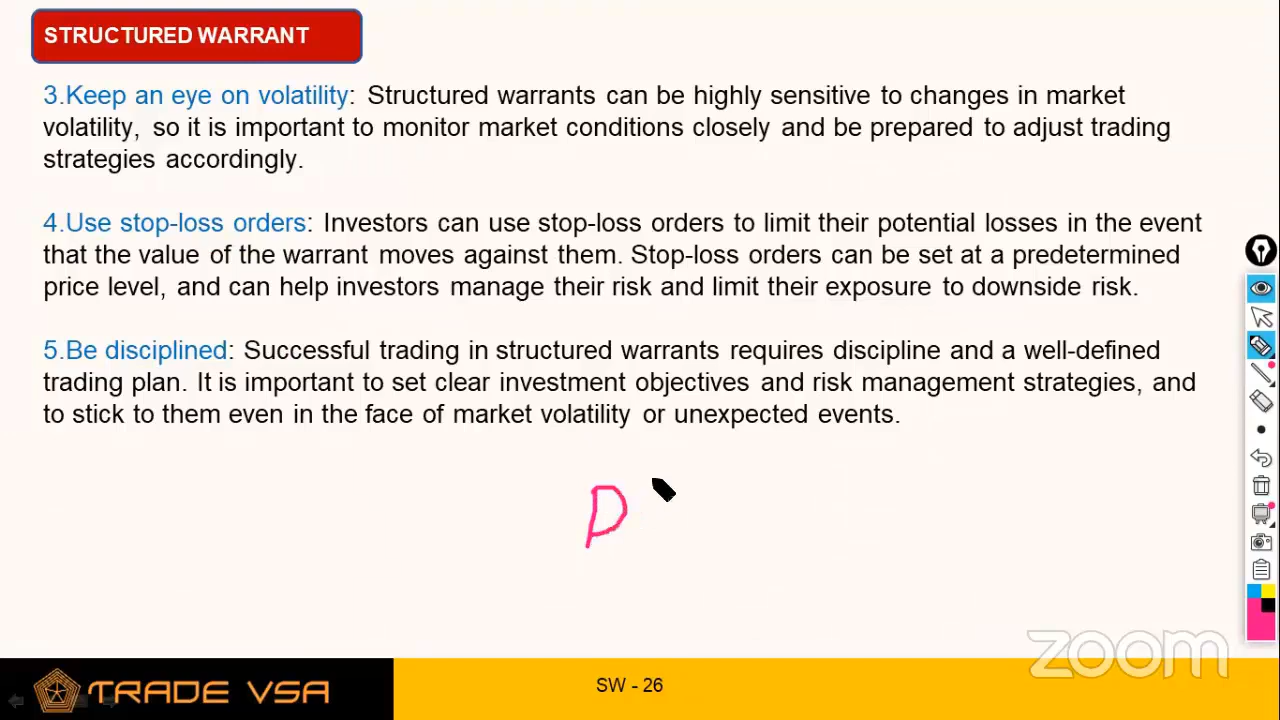 STRUCTURED WARRANT
3.Keep an eye on volatility: Structured warrants can be highly sensitive to changes in market
volatility, so it is important to monitor market conditions closely and be prepared to adjust trading
strategies accordingly.
4.Use stop-loss orders: Investors can use stop-loss orders to limit their potential losses in the event
that the value of the warrant moves against them. Stop-loss orders can be set at a predetermined
price level, and can help investors manage their risk and limit their exposure to downside risk.
5.Be disciplined: Successful trading in structured warrants requires discipline and a well-defined
trading plan. It is important to set clear investment objectives and risk management strategies, and
to stick to them even in the face of market volatility or unexpected events.
D
zoom
TRADE VSA
SW - 26